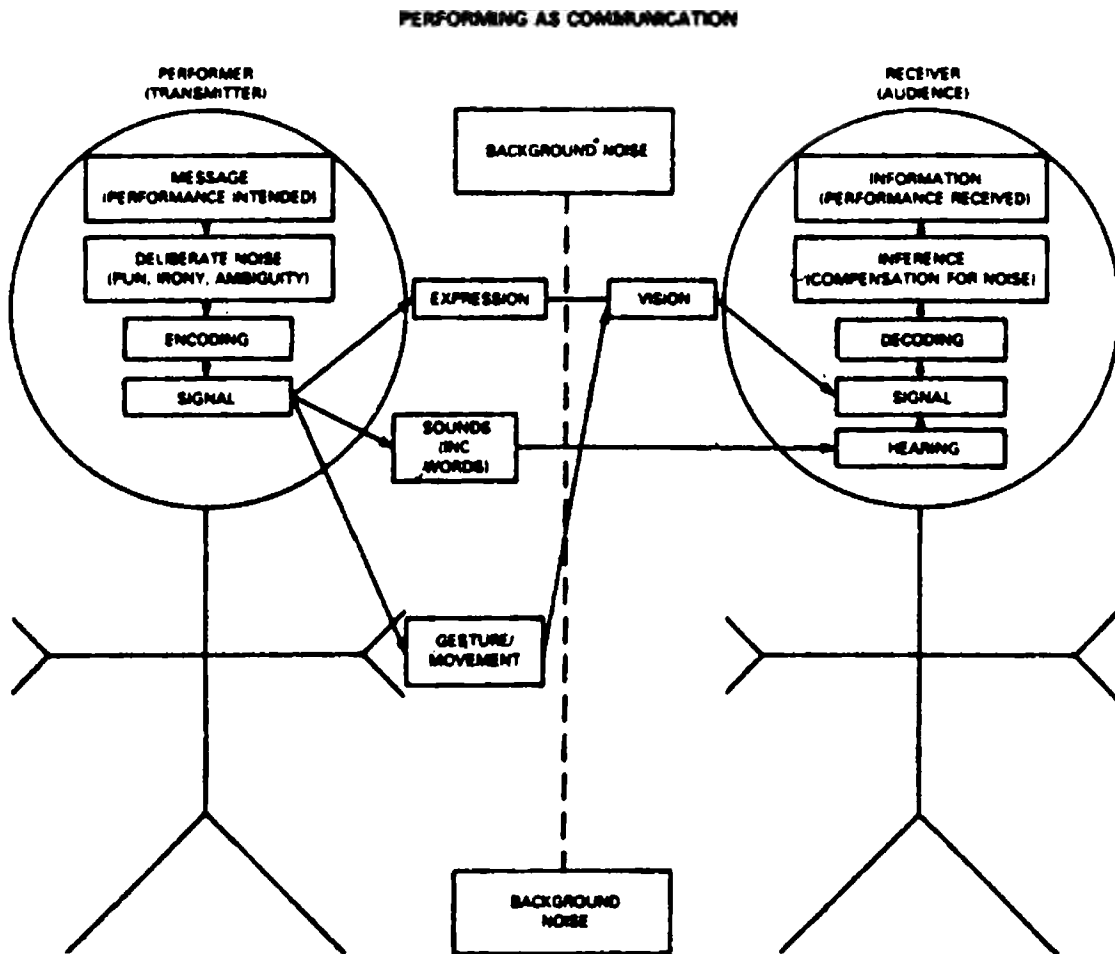 PERFORMING AS COMMUNICATION
PERFORMER
(TRANSMITTER)
MESSAGE
(PERFORMANCE INTENDED)
DELIBERATE NOISE
(PUN, IRONY, AMBIGUITY)
ENCODING
SIGNAL
BACKGROUND NOISE
EXPRESSION
VISION
SOUNDS
(INC
WORDS)
GESTURE/
MOVEMENT
BACKGROUND
NOISE
RECEIVER
(AUDIENCE)
INFORMATION
(PERFORMANCE RECEIVED)
INFERENCE
(COMPENSATION FOR NOISE)
DECODING
SIGNAL
HEARING